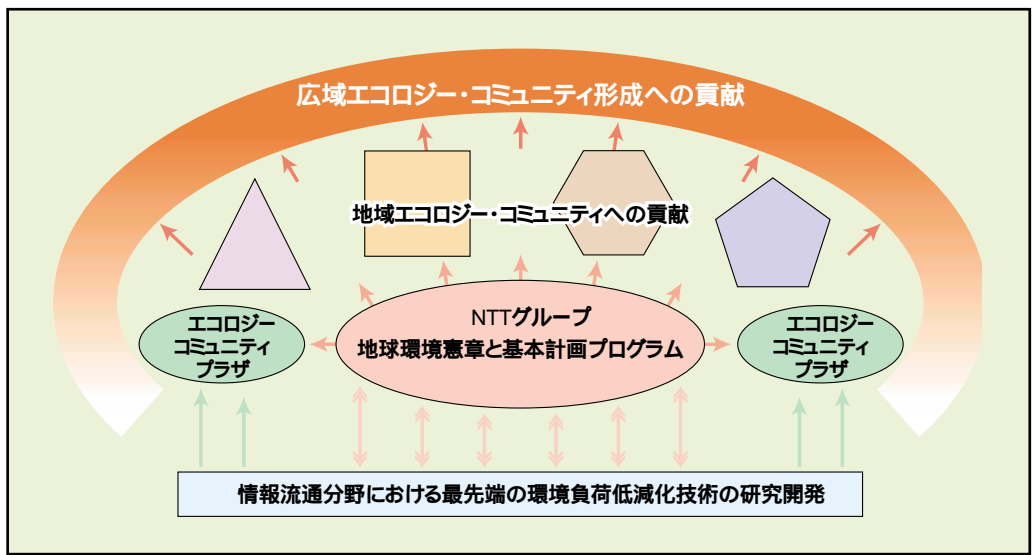 広域エコロジー・コミュニティ形成への貢献
地域エコロジー・コミュニティへの貢献
NTTグループ
地球環境憲章と基本計画プログラム
エコロジー
コミュニティ
プラザ
エコロジー
コミュニティ
プラザ
情報流通分野における最先端の環境負荷低減化技術の研究開発